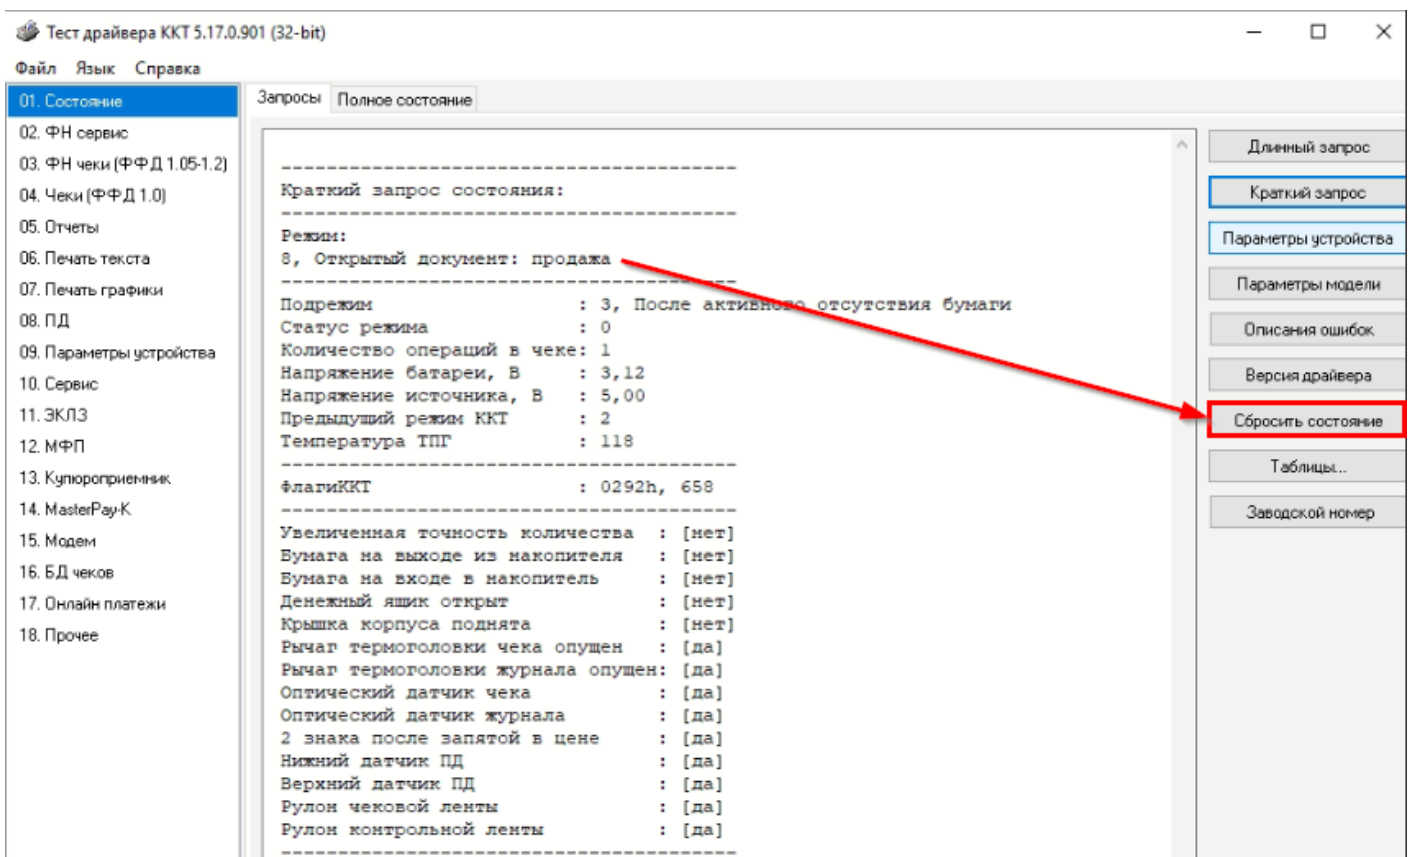 Тест драйвера ККТ 5.17.0.901 (32-bit)
Файл Язык Справка
01. Состояние
02. ФН сервис
03. ФН чеки (ФФД 1.05-1.2)
04. Чеки (ФФД 1.0)
05. Отчеты
06. Печать текста
07. Печать графики
08. ПД
09. Параметры устройства
10. Сервис
11. ЭКЛЗ
12. МФП
13. Купюроприемник
14. MasterPay-K
15. Модем
16. БД чеков
17. Онлайн платежи
18. Прочее
Запросы Полное состояние
----------------------------------------
Краткий запрос состояния:
----------------------------------------
Режим:
8, Открытый документ: продажа
----------------------------------------
Подрежим : 3, После активного отсутствия бумаги
Статус режима : 0
Количество операций в чеке: 1
Напряжение батареи, В : 3,12
Напряжение источника, В : 5,00
Предыдущий режим ККТ : 2
Температура ТПГ : 118
----------------------------------------
ФлагиККТ : 0292h, 658
----------------------------------------
Увеличенная точность количества : [нет]
Бумага на выходе из накопителя : [нет]
Бумага на входе в накопитель : [нет]
Денежный ящик открыт : [нет]
Крышка корпуса поднята : [нет]
Рычаг термоголовки чека опущен : [да]
Рычаг термоголовки журнала опущен: [да]
Оптический датчик чека : [да]
Оптический датчик журнала : [да]
2 знака после запятой в цене : [да]
Нижний датчик ПД : [да]
Верхний датчик ПД : [да]
Рулон чековой ленты : [да]
Рулон контрольной ленты : [да]
----------------------------------------
Длинный запрос
Краткий запрос
Параметры устройства
Параметры модели
Описания ошибок
Версия драйвера
Сбросить состояние
Таблицы...
Заводской номер